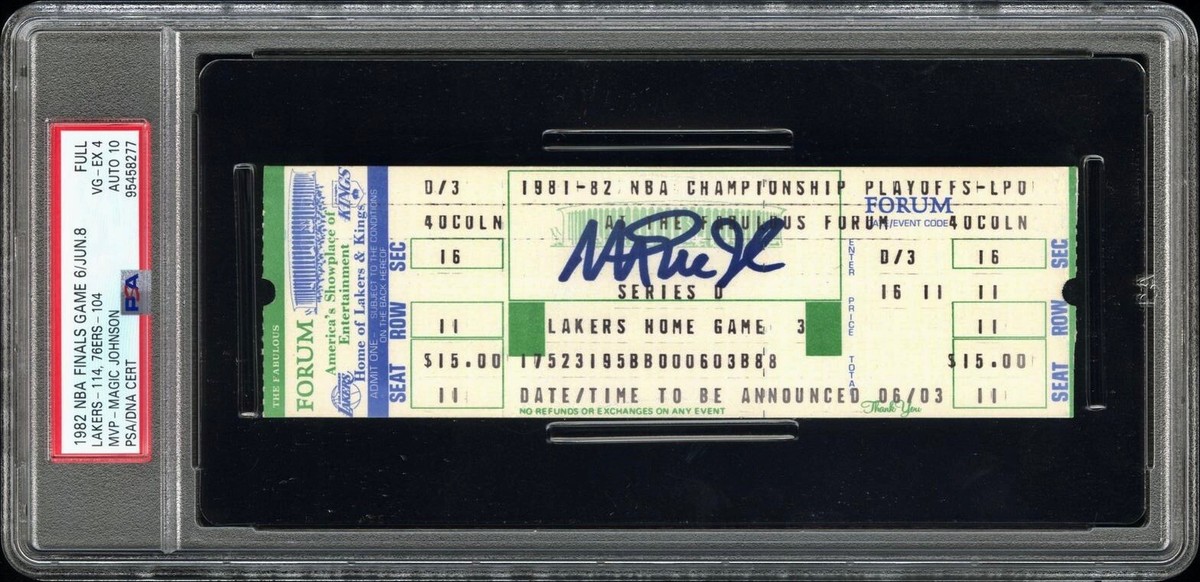 1982 NBA FINALS GAME 6/JUN.8
LAKERS - 114, 76ERS - 104
MVP - MAGIC JOHNSON
PSA/DNA CERT
FULL
VG - EX 4
AUTO 10
95458277
PSA
THE FABULOUS
FORUM
America's Showplace of
Entertainment
Home of Lakers & Kings
LAKERS
KINGS
ADMIT ONE - SUBJECT TO THE CONDITIONS
ON THE BACK HEREOF
D/3
40COLN
SEC
16
ROW
11
$15.00
SEAT
11
1981-82 NBA CHAMPIONSHIP PLAYOFFS-LPO
AT THE FABULOUS FORUM
SERIES D
LAKERS HOME GAME 3
17523195BB000603B88
DATE/TIME TO BE ANNOUNCED 06/03
NO REFUNDS OR EXCHANGES ON ANY EVENT
Thank You
FORUM
DATE/EVENT CODE
40COLN
ENTER
D/3
16 11
PRICE
TOTAL
16
SEC
11
11
ROW
$15.00
11
SEAT